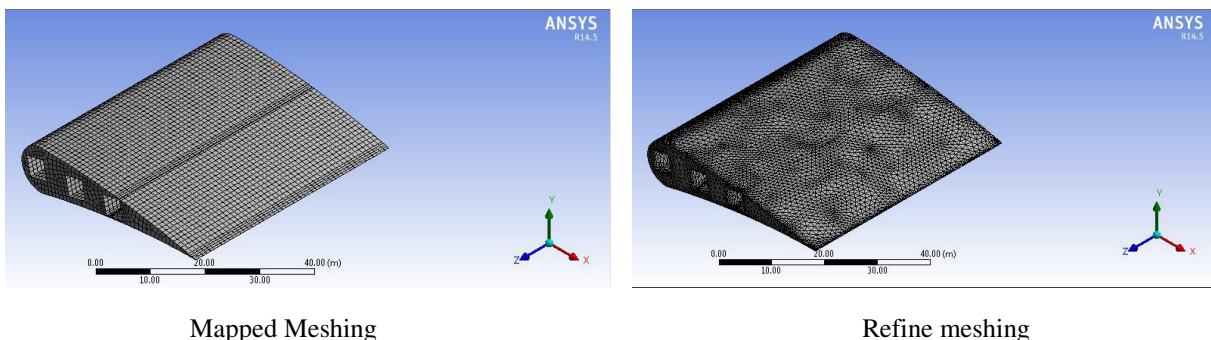 ANSYS
R14.5
Y
Z
X
0.00
20.00
40.00 (m)
10.00
30.00
Mapped Meshing
ANSYS
R14.5
Y
Z
X
0.00
20.00
40.00 (m)
10.00
30.00
Refine meshing